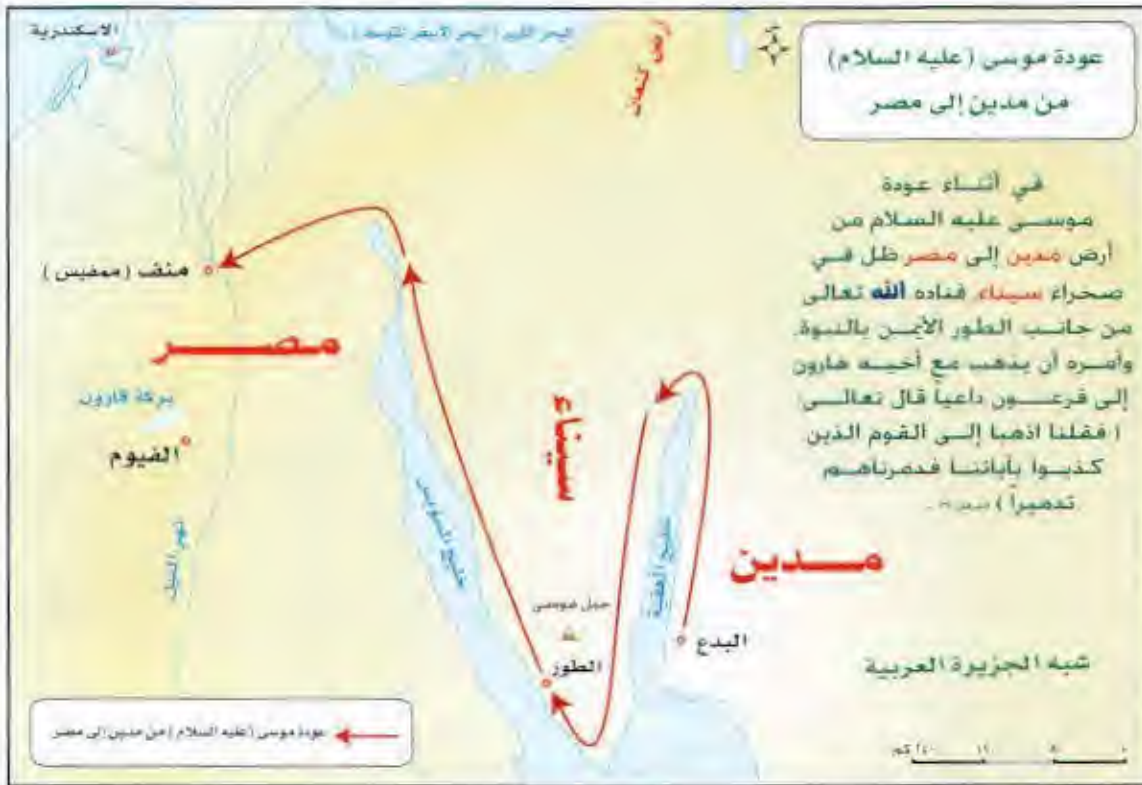 عودة موسى (عليه السلام)
من مدين إلى مصر
في أثناء عودة
موسى عليه السلام من
أرض مدين إلى مصر ظل في
صحراء سيناء فناده الله تعالى
من جانب الطور الأيمن بالنبوة.
وأمره أن يذهب مع أخيه هارون
إلى فرعون داعياً قال تعالى
( فقلنا اذهبا إلى القوم الذين
كذبوا بآياتنا فدمرناهم
تدميراً )
الاسكندرية
أرض كنعان
منف ( ممفيس )
مصر
بركة قارون
الفيوم
نهر النيل
خليج السويس
سيناء
جبل موسى
الطور
خليج العقبة
مدين
البدع
شبه الجزيرة العربية
عودة موسى (عليه السلام) من مدين إلى مصر
كم